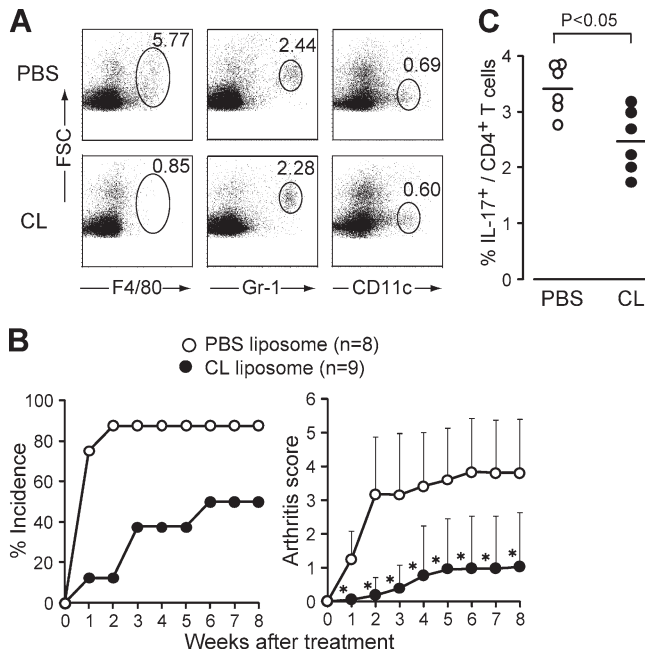 A
PBS
5.77
2.44
0.69
FSC
CL
0.85
2.28
0.60
F4/80
Gr-1
CD11c
C
P<0.05
% IL-17+ / CD4+ T cells
4
3
2
1
0
PBS
CL
B
PBS liposome (n=8)
CL liposome (n=9)
% Incidence
100
80
60
40
20
0
0 1 2 3 4 5 6 7 8
Arthritis score
6
5
4
3
2
1
0
* * * * * * * *
0 1 2 3 4 5 6 7 8
Weeks after treatment